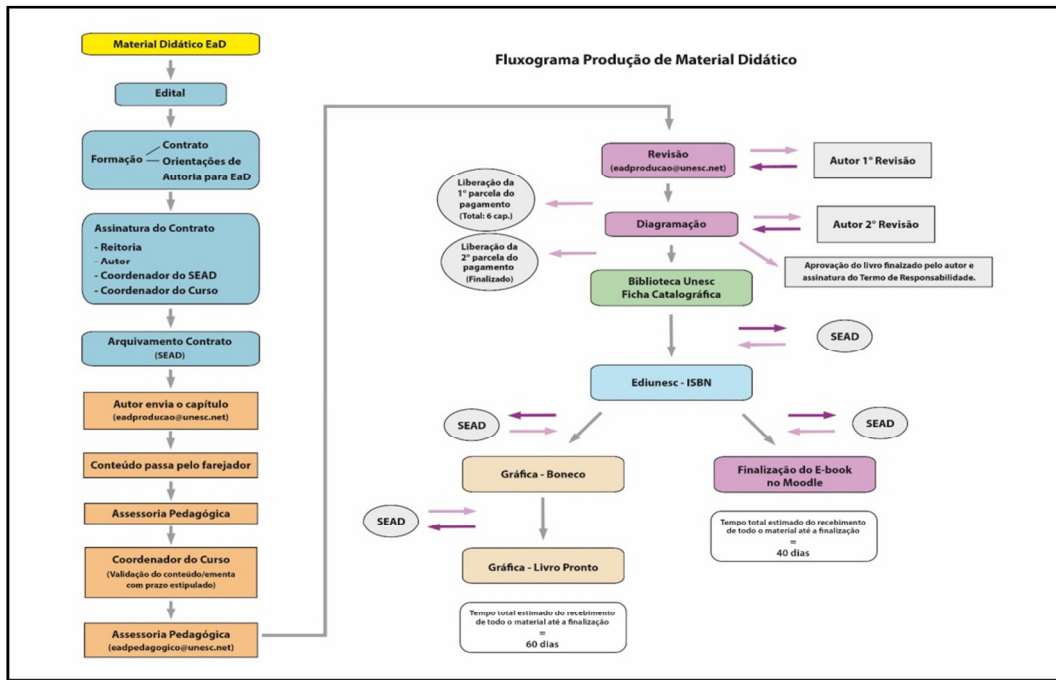 Material Didático EaD
Edital
Formação
Contrato
Orientações de
Autoria para EaD
Assinatura do Contrato
- Reitoria
- Autor
- Coordenador do SEAD
- Coordenador do Curso
Arquivamento Contrato
(SEAD)
Autor envia o capítulo
(eadproducao@unesc.net)
Conteúdo passa pelo farejador
Assessoria Pedagógica
Coordenador do Curso
(Validação do conteúdo/ementa
com prazo estipulado)
Assessoria Pedagógica
(eadpedagogico@unesc.net)
Fluxograma Produção de Material Didático
Revisão
(eadproducao@unesc.net)
Autor 1° Revisão
Liberação da
1° parcela do
pagamento
(Total: 6 cap.)
Diagramação
Autor 2° Revisão
Liberação da
2° parcela do
pagamento
(Finalizado)
Aprovação do livro finaizado pelo autor e
assinatura do Termo de Responsabilidade.
Biblioteca Unesc
Ficha Catalográfica
SEAD
Ediunesc - ISBN
SEAD
SEAD
Gráfica - Boneco
Finalização do E-book
no Moodle
SEAD
Tempo total estimado do recebimento
de todo o material até a finalização
=
40 dias
Gráfica - Livro Pronto
Tempo total estimado do recebimento
de todo o material até a finalização
=
60 dias